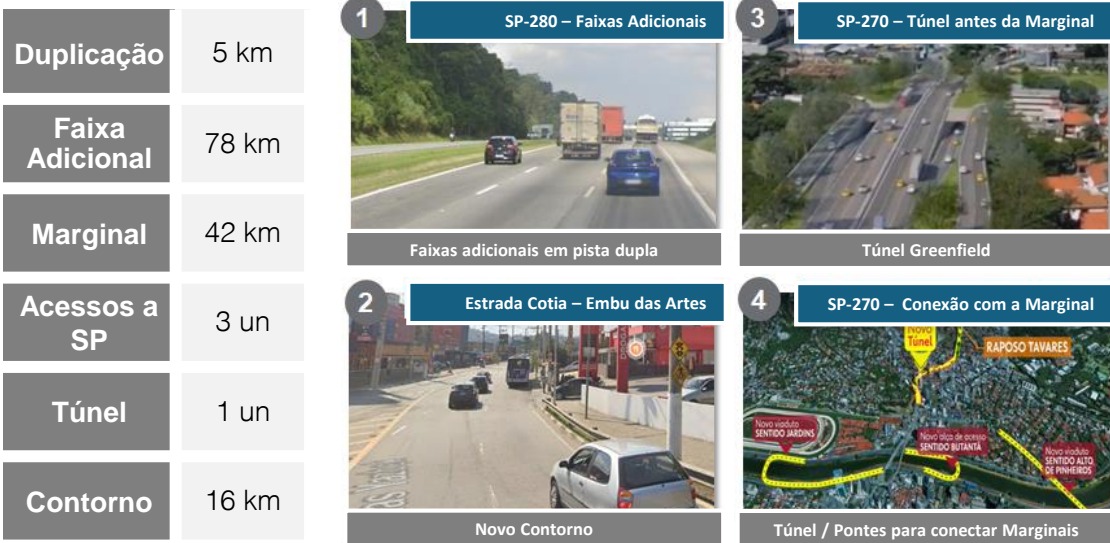 Duplicação
5 km
Faixa
Adicional
78 km
Marginal
42 km
Acessos a
SP
3 un
Túnel
1 un
Contorno
16 km
1
SP-280 – Faixas Adicionais
Faixas adicionais em pista dupla
2
Estrada Cotia – Embu das Artes
Novo Contorno
3
SP-270 – Túnel antes da Marginal
Túnel Greenfield
4
SP-270 – Conexão com a Marginal
Novo
Túnel
RAPOSO TAVARES
Novo viaduto
SENTIDO JARDINS
Nova alça de acesso
SENTIDO BUTANTÃ
Novo viaduto
SENTIDO ALTO
DE PINHEIROS
Túnel / Pontes para conectar Marginais